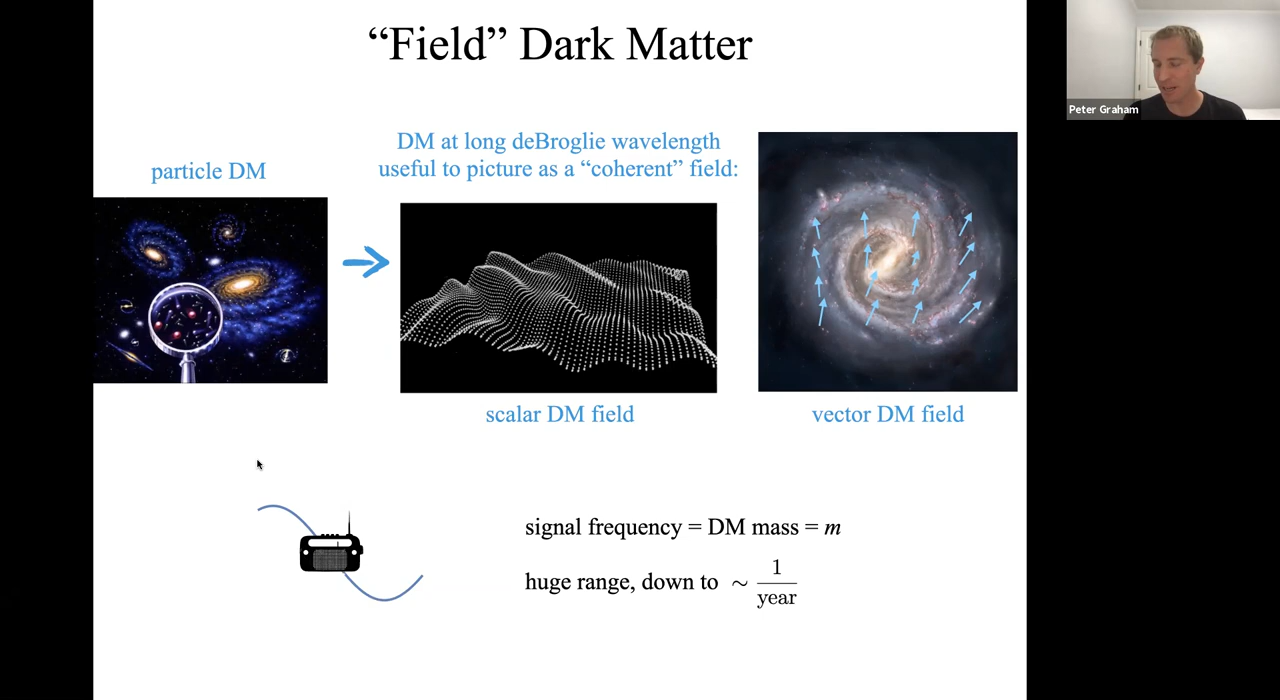 “Field” Dark Matter
particle DM
DM at long deBroglie wavelength
useful to picture as a “coherent” field:
scalar DM field
vector DM field
signal frequency = DM mass = m
huge range, down to ~ 1/year
Peter Graham